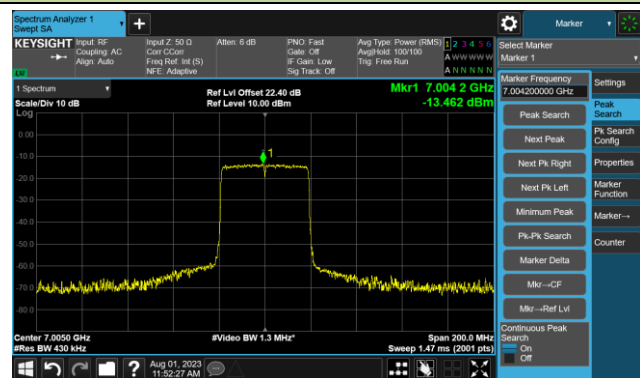 Spectrum Analyzer 1
Swept SA
Marker
KEYSIGHT
Input: RF
Coupling: AC
Align: Auto
Input Z: 50 Ω
Corr CCorr
Freq Ref: Int (S)
NFE: Adaptive
Atten: 6 dB
PNO: Fast
Gate: Off
IF Gain: Low
Sig Track: Off
Avg Type: Power (RMS)
Avg|Hold: 100/100
Trig: Free Run
1 2 3 4 5 6
A W W W W W
A N N N N N
LXI
Select Marker
Marker 1
1 Spectrum
Scale/Div 10 dB
Log
Ref Lvl Offset 22.40 dB
Ref Level 10.00 dBm
Mkr1 7.004 2 GHz
-13.462 dBm
0.00
-10.0
-20.0
-30.0
-40.0
-50.0
-60.0
-70.0
-80.0
1
Center 7.0050 GHz
#Res BW 430 kHz
#Video BW 1.3 MHz*
Span 200.0 MHz
Sweep 1.47 ms (2001 pts)
Marker Frequency
7.004200000 GHz
Peak Search
Next Peak
Next Pk Right
Next Pk Left
Minimum Peak
Pk-Pk Search
Marker Delta
Mkr→CF
Mkr→Ref Lvl
Continuous Peak
Search
On
Off
Settings
Peak
Search
Pk Search
Config
Properties
Marker
Function
Marker→
Counter
Aug 01, 2023
11:52:27 AM